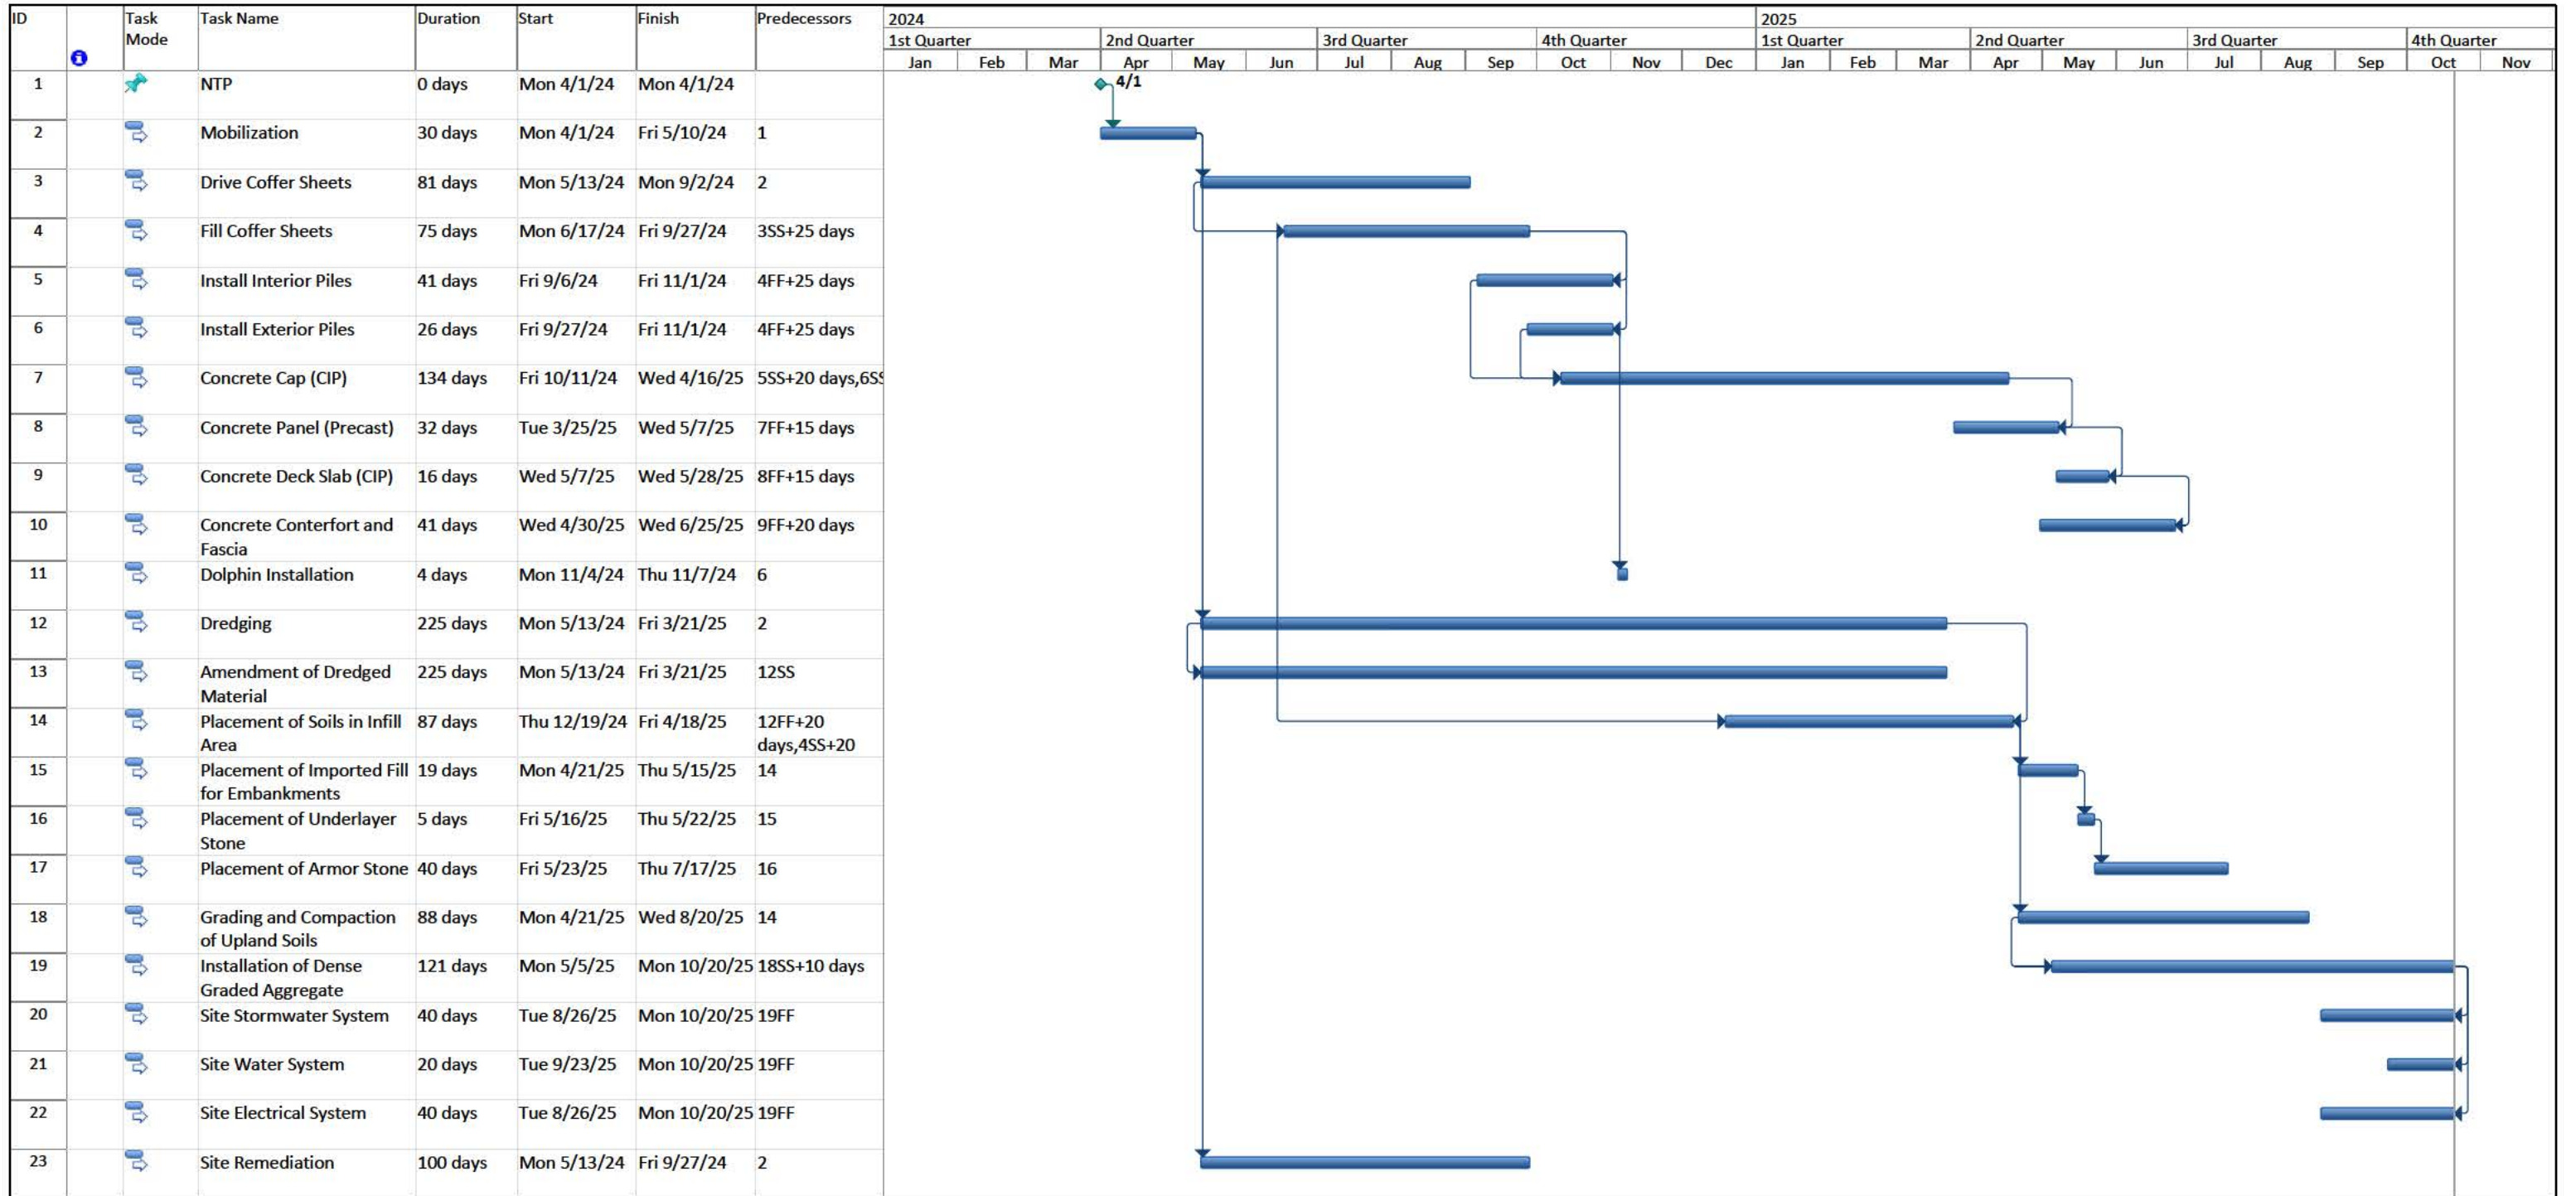 ID Task Mode Task Name Duration Start Finish Predecessors
2024 2025
1st Quarter 2nd Quarter 3rd Quarter 4th Quarter 1st Quarter 2nd Quarter 3rd Quarter 4th Quarter
Jan Feb Mar Apr May Jun Jul Aug Sep Oct Nov Dec Jan Feb Mar Apr May Jun Jul Aug Sep Oct Nov
1 NTP 0 days Mon 4/1/24 Mon 4/1/24 4/1
2 Mobilization 30 days Mon 4/1/24 Fri 5/10/24 1
3 Drive Coffer Sheets 81 days Mon 5/13/24 Mon 9/2/24 2
4 Fill Coffer Sheets 75 days Mon 6/17/24 Fri 9/27/24 3SS+25 days
5 Install Interior Piles 41 days Fri 9/6/24 Fri 11/1/24 4FF+25 days
6 Install Exterior Piles 26 days Fri 9/27/24 Fri 11/1/24 4FF+25 days
7 Concrete Cap (CIP) 134 days Fri 10/11/24 Wed 4/16/25 5SS+20 days,6SS
8 Concrete Panel (Precast) 32 days Tue 3/25/25 Wed 5/7/25 7FF+15 days
9 Concrete Deck Slab (CIP) 16 days Wed 5/7/25 Wed 5/28/25 8FF+15 days
10 Concrete Conterfort and 41 days Wed 4/30/25 Wed 6/25/25 9FF+20 days
Fascia
11 Dolphin Installation 4 days Mon 11/4/24 Thu 11/7/24 6
12 Dredging 225 days Mon 5/13/24 Fri 3/21/25 2
13 Amendment of Dredged 225 days Mon 5/13/24 Fri 3/21/25 12SS
Material
14 Placement of Soils in Infill 87 days Thu 12/19/24 Fri 4/18/25 12FF+20
Area days,4SS+20
15 Placement of Imported Fill 19 days Mon 4/21/25 Thu 5/15/25 14
for Embankments
16 Placement of Underlayer 5 days Fri 5/16/25 Thu 5/22/25 15
Stone
17 Placement of Armor Stone 40 days Fri 5/23/25 Thu 7/17/25 16
18 Grading and Compaction 88 days Mon 4/21/25 Wed 8/20/25 14
of Upland Soils
19 Installation of Dense 121 days Mon 5/5/25 Mon 10/20/25 18SS+10 days
Graded Aggregate
20 Site Stormwater System 40 days Tue 8/26/25 Mon 10/20/25 19FF
21 Site Water System 20 days Tue 9/23/25 Mon 10/20/25 19FF
22 Site Electrical System 40 days Tue 8/26/25 Mon 10/20/25 19FF
23 Site Remediation 100 days Mon 5/13/24 Fri 9/27/24 2